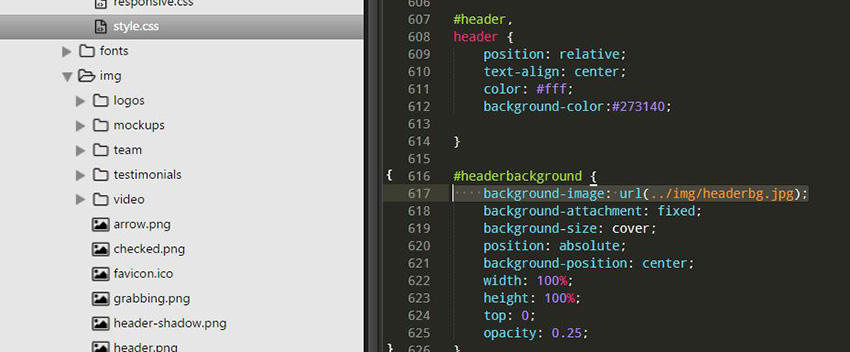 responsive.css
style.css
fonts
img
logos
mockups
team
testimonials
video
arrow.png
checked.png
favicon.ico
grabbing.png
header-shadow.png
header.png
606
607 #header,
608 header {
609 position: relative;
610 text-align: center;
611 color: #fff;
612 background-color:#273140;
613
614 }
615
{ 616 #headerbackground {
617 background-image: url(../img/headerbg.jpg);
618 background-attachment: fixed;
619 background-size: cover;
620 position: absolute;
621 background-position: center;
622 width: 100%;
623 height: 100%;
624 top: 0;
625 opacity: 0.25;
} 626 }